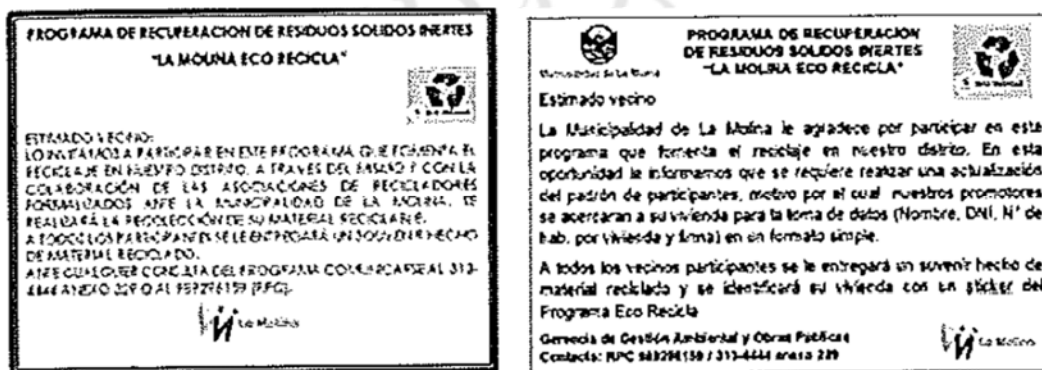 PROGRAMA DE RECUPERACION DE RESIDUOS SOLIDOS INERTES
"LA MOLINA ECO RECICLA"
ESTIMADO VECINO:
LO INVITAMOS A PARTICIPAR EN ESTE PROGRAMA QUE FOMENTA EL
RECICLAJE EN NUESTRO DISTRITO. A TRAVES DEL Y CON LA
COLABORACIÓN DE LAS ASOCIACIONES DE RECICLADORES
FORMALIZADOS ANTE LA MUNICIPALIDAD DE LA MOLINA, SE
REALIZARÁ LA RECOLECCIÓN DE SU MATERIAL RECICLABLE.
A TODOS LOS PARTICIPANTES SE LE ENTREGARÁ UN SOUVENIR HECHO
DE MATERIAL RECICLADO.
ANTE CUALQUIER CONSULTA DEL PROGRAMA COMUNICARSE AL 313-
4444 ANEXO 229 O AL (RPC).
La Molina
PROGRAMA DE RECUPERACION
DE RESIDUOS SOLIDOS INERTES
"LA MOLINA ECO RECICLA"
Municipalidad de La Molina
Estimado vecino
La Municipalidad de La Molina le agradece por participar en este
programa que fomenta el reciclaje en nuestro distrito. En esta
oportunidad le informamos que se requiere realizar una actualización
del padrón de participantes, motivo por el cual nuestros promotores
se acercaran a su vivienda para la toma de datos (Nombre, DNI, N° de
hab. por vivienda y firma) en un formato simple.
A todos los vecinos participantes se le entregará un suvenir hecho de
material reciclado y se identificará su vivienda con un sticker del
Programa Eco Recicla
Gerencia de Gestión Ambiental y Obras Públicas
Contacto: RPC / 313-4444 anexo 229
La Molina